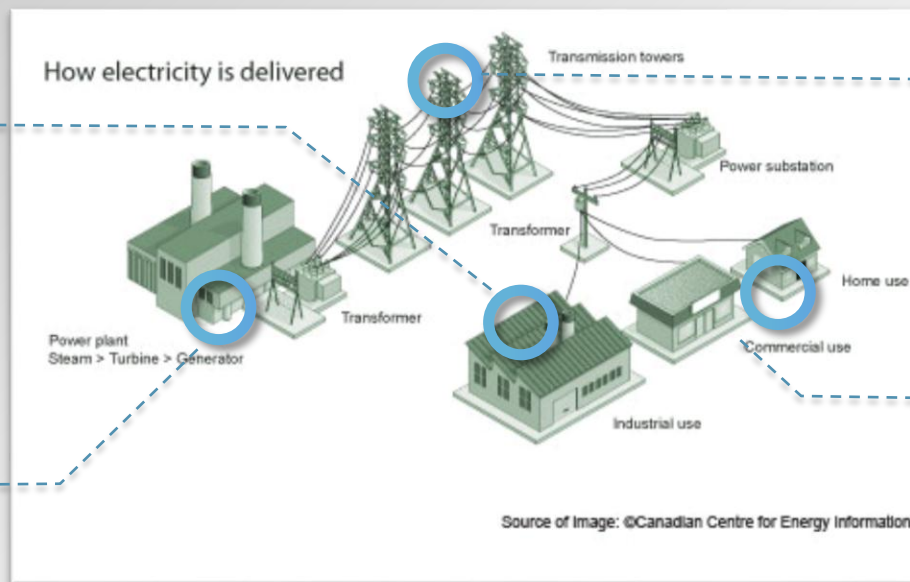 How electricity is delivered
Transmission towers
Power substation
Transformer
Home use
Transformer
Power plant
Steam > Turbine > Generator
Commercial use
Industrial use
Source of Image: ©Canadian Centre for Energy Information